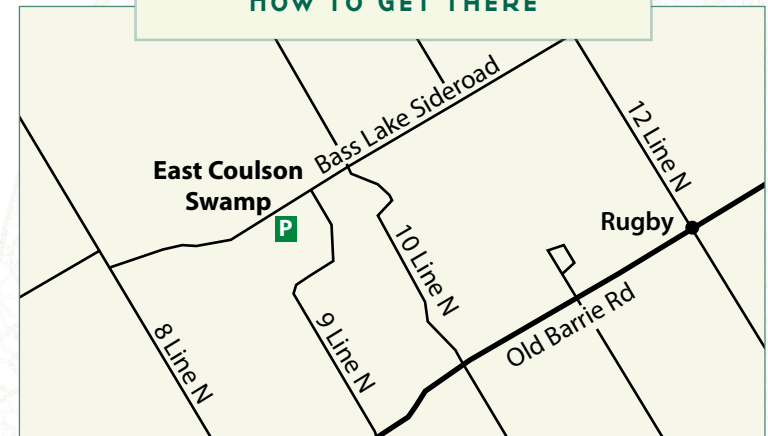 HOW TO GET THERE
Bass Lake Sideroad
12 Line N
East Coulson
Swamp
P
Rugby
10 Line N
Old Barrie Rd
9 Line N
8 Line N